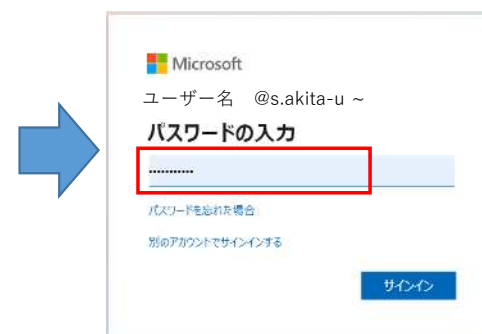 Microsoft
ユーザー名 @s.akita-u ~
パスワードの入力
...........
パスワードを忘れた場合
別のアカウントでサインインする
サインイン